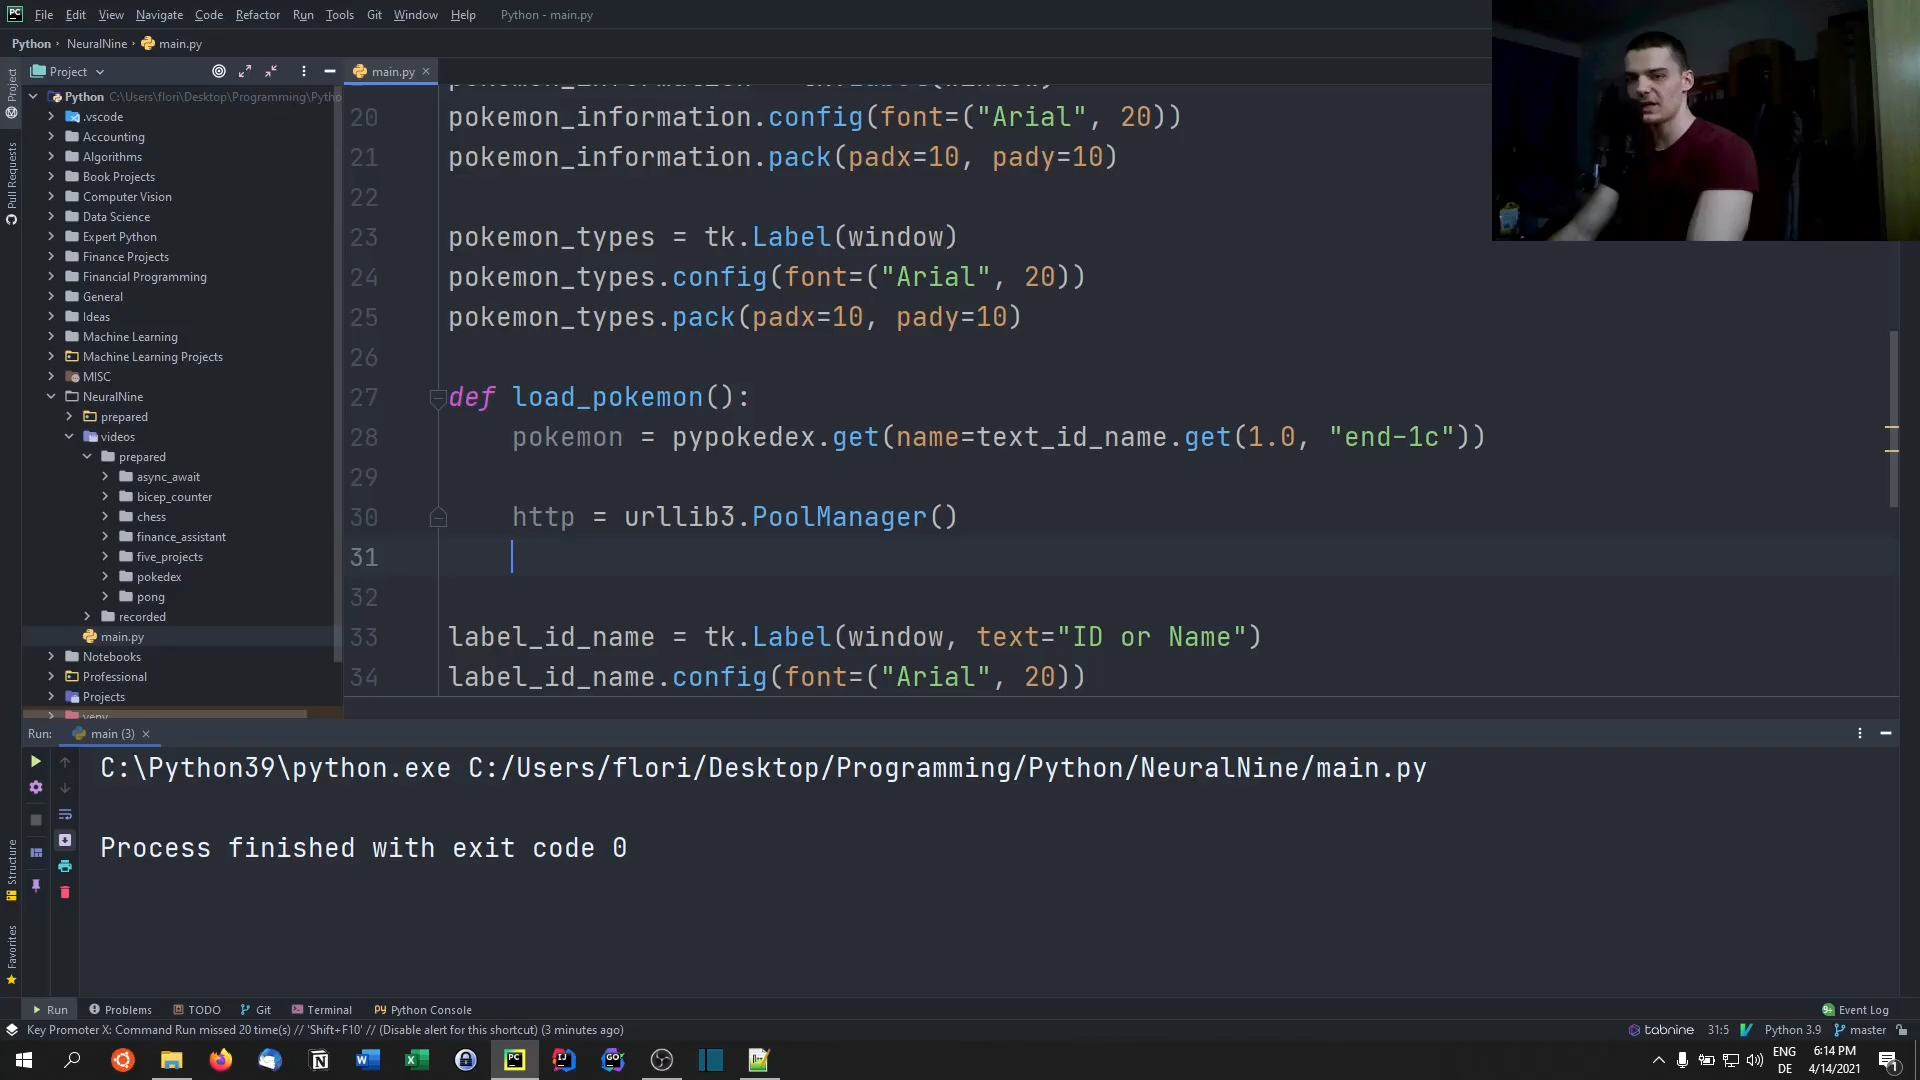 File Edit View Navigate Code Refactor Run Tools Git Window Help Python - main.py
Python NeuralNine main.py
Project
main.py
Python C:\Users\flori\Desktop\Programming\Pytho
.vscode
Accounting
Algorithms
Book Projects
Computer Vision
Data Science
Expert Python
Finance Projects
Financial Programming
General
Ideas
Machine Learning
Machine Learning Projects
MISC
NeuralNine
prepared
videos
prepared
async_await
bicep_counter
chess
finance_assistant
five_projects
pokedex
pong
recorded
main.py
Notebooks
Professional
Projects
venv
Project
Pull Requests
Structure
Favorites
20 pokemon_information.config(font=("Arial", 20))
21 pokemon_information.pack(padx=10, pady=10)
22
23 pokemon_types = tk.Label(window)
24 pokemon_types.config(font=("Arial", 20))
25 pokemon_types.pack(padx=10, pady=10)
26
27 def load_pokemon():
28 pokemon = pypokedex.get(name=text_id_name.get(1.0, "end-1c"))
29
30 http = urllib3.PoolManager()
31
32
33 label_id_name = tk.Label(window, text="ID or Name")
34 label_id_name.config(font=("Arial", 20))
Run: main (3)
C:\Python39\python.exe C:/Users/flori/Desktop/Programming/Python/NeuralNine/main.py
Process finished with exit code 0
Run Problems TODO Git Terminal Python Console Event Log
Key Promoter X: Command Run missed 20 time(s) // 'Shift+F10' // (Disable alert for this shortcut) (3 minutes ago) tabnine 31:5 Python 3.9 master
ENG 6:14 PM
DE 4/14/2021